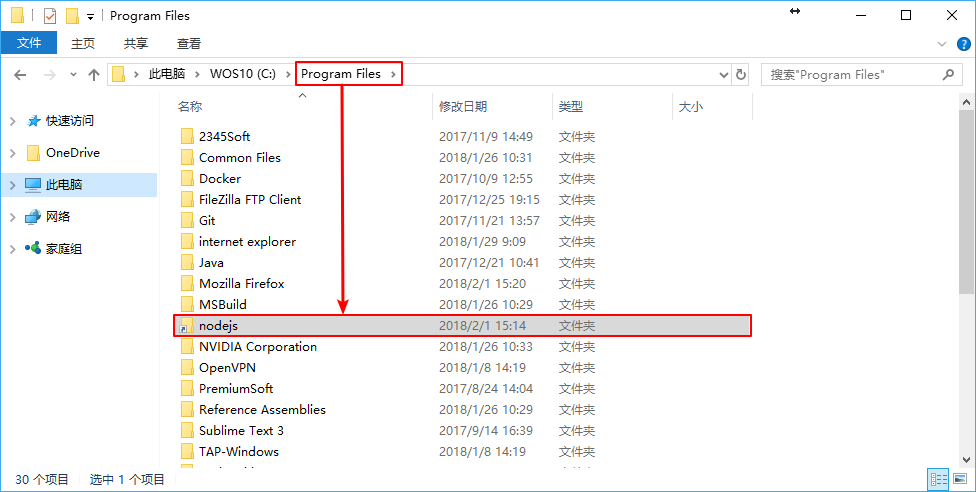 Program Files
文件 主页 共享 查看
此电脑 WOS10 (C:) Program Files 搜索"Program Files"
名称 修改日期 类型 大小
快速访问
OneDrive
此电脑
网络
家庭组
2345Soft 2017/11/9 14:49 文件夹
Common Files 2018/1/26 10:31 文件夹
Docker 2017/10/9 12:55 文件夹
FileZilla FTP Client 2017/12/25 19:15 文件夹
Git 2017/11/21 13:57 文件夹
internet explorer 2018/1/29 9:09 文件夹
Java 2017/12/21 10:41 文件夹
Mozilla Firefox 2018/2/1 15:20 文件夹
MSBuild 2018/1/26 10:29 文件夹
nodejs 2018/2/1 15:14 文件夹
NVIDIA Corporation 2018/1/26 10:33 文件夹
OpenVPN 2018/1/8 14:19 文件夹
PremiumSoft 2017/8/24 14:04 文件夹
Reference Assemblies 2018/1/26 10:29 文件夹
Sublime Text 3 2017/9/14 16:39 文件夹
TAP-Windows 2018/1/8 14:19 文件夹
30 个项目 选中 1 个项目